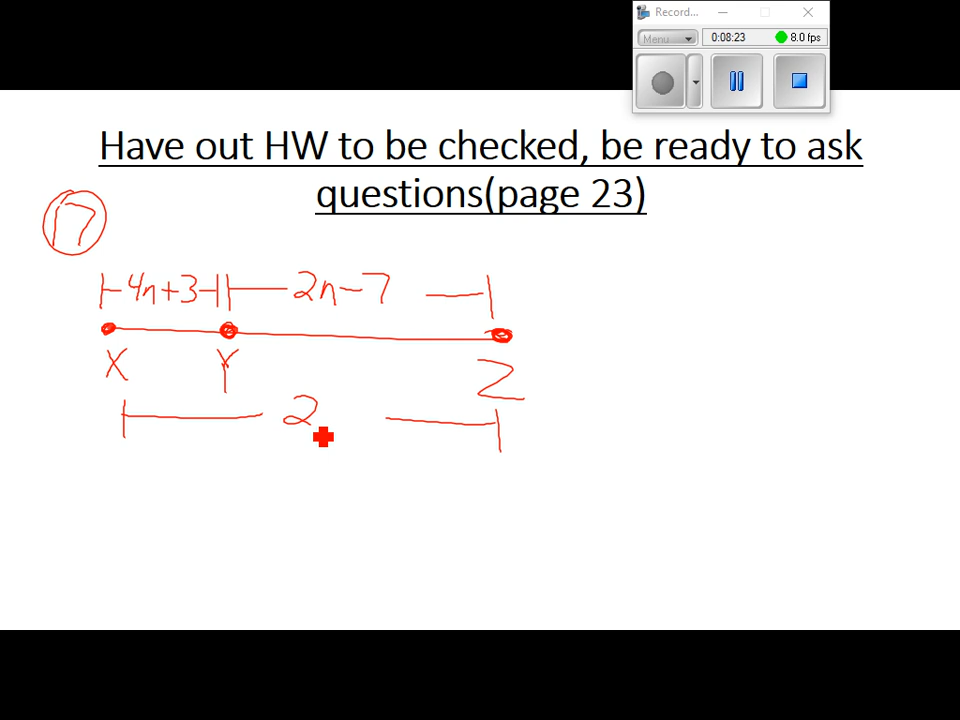 Record...
Menu
0:08:23
8.0 fps
Have out HW to be checked, be ready to ask
questions(page 23)
17
4n+3
2n-7
X
Y
Z
2